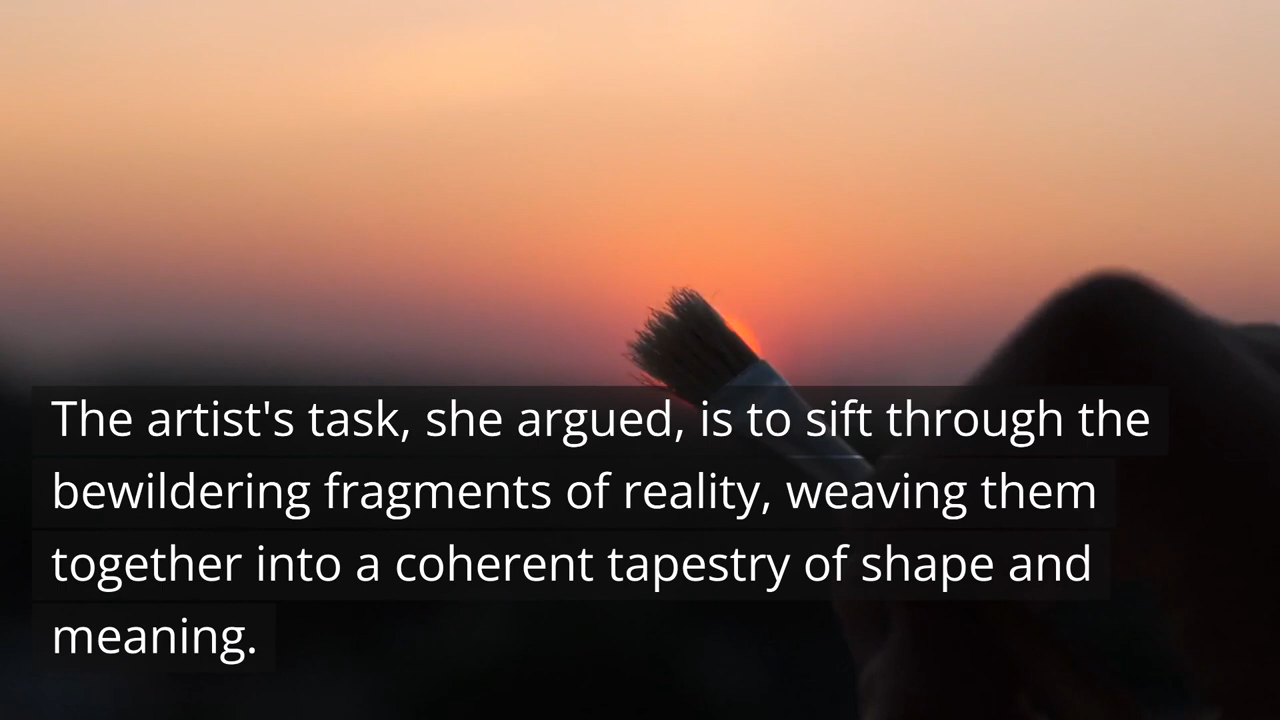 The artist's task, she argued, is to sift through the
bewildering fragments of reality, weaving them
together into a coherent tapestry of shape and
meaning.